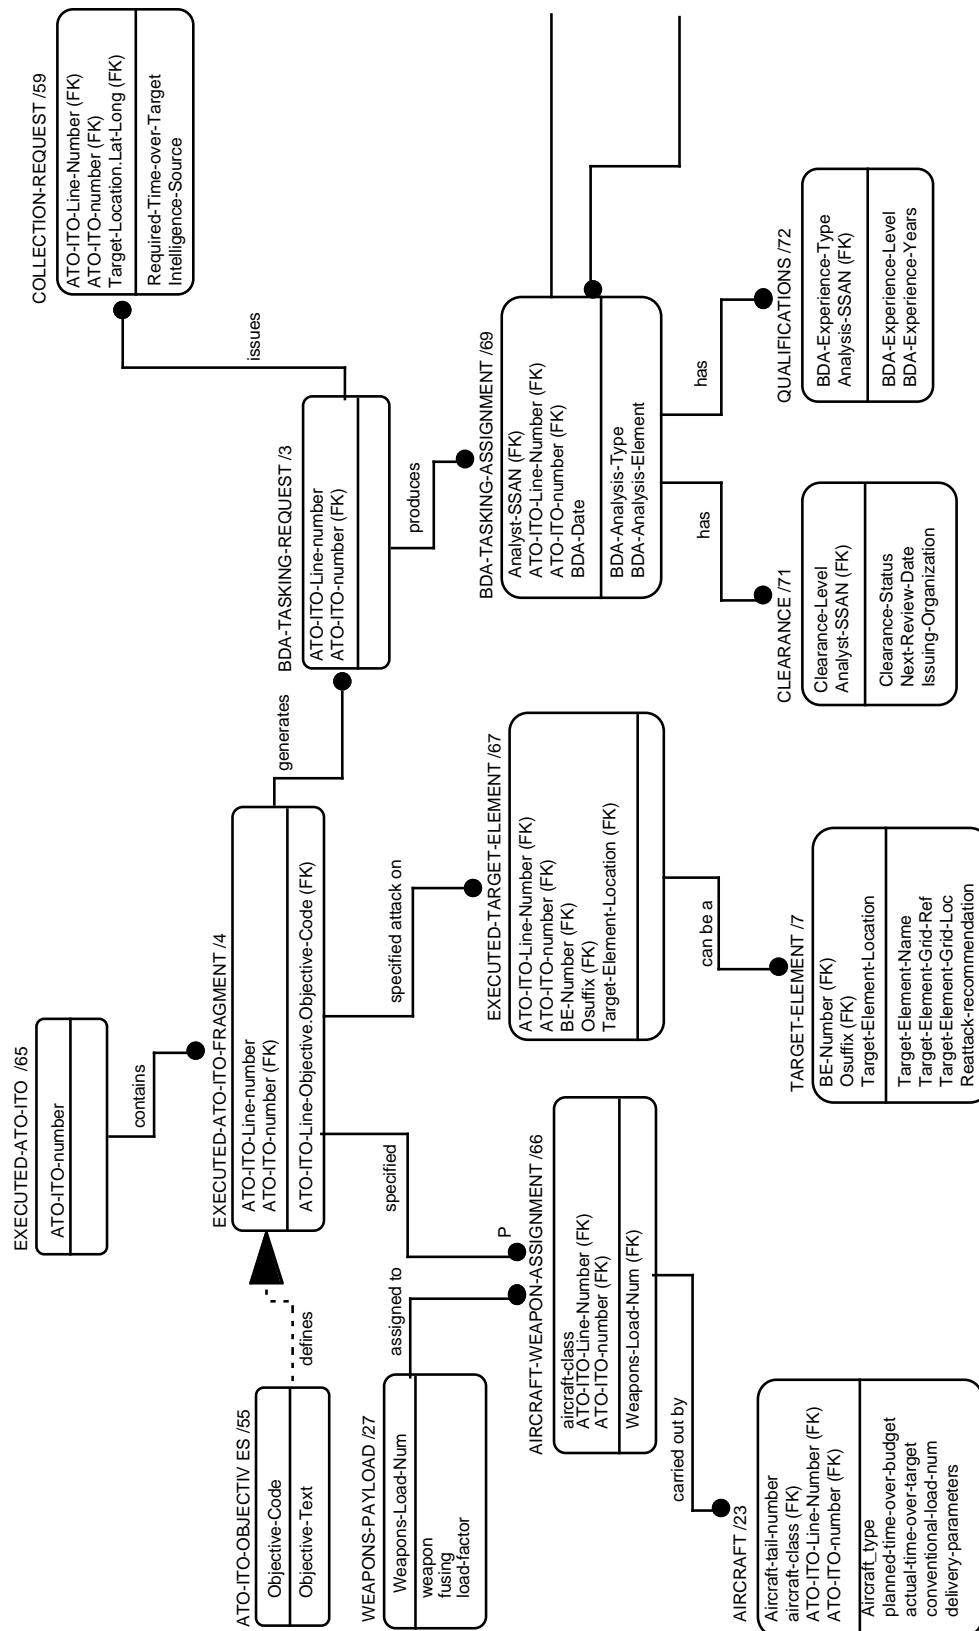 EXECUTED-ATO-ITO /65
ATO-ITO-number
contains
ATO-ITO-OBJECTIV ES /55
Objective-Code
Objective-Text
defines
EXECUTED-ATO-ITO-FRAGMENT /4
ATO-ITO-Line-number
ATO-ITO-number (FK)
ATO-ITO-Line-Objective.Objective-Code (FK)
generates
BDA-TASKING-REQUEST /3
ATO-ITO-Line-number
ATO-ITO-number (FK)
issues
COLLECTION-REQUEST /59
ATO-ITO-Line-Number (FK)
ATO-ITO-number (FK)
Target-Location.Lat-Long (FK)
Required-Time-over-Target
Intelligence-Source
WEAPONS-PAYLOAD /27
Weapons-Load-Num
weapon
fusing
load-factor
assigned to
specified
P
specified attack on
produces
AIRCRAFT-WEAPON-ASSIGNMENT /66
aircraft-class
ATO-ITO-Line-Number (FK)
ATO-ITO-number (FK)
Weapons-Load-Num (FK)
EXECUTED-TARGET-ELEMENT /67
ATO-ITO-Line-Number (FK)
ATO-ITO-number (FK)
BE-Number (FK)
Osuffix (FK)
Target-Element-Location (FK)
BDA-TASKING-ASSIGNMENT /69
Analyst-SSAN (FK)
ATO-ITO-Line-Number (FK)
ATO-ITO-number (FK)
BDA-Date
BDA-Analysis-Type
BDA-Analysis-Element
carried out by
can be a
has
has
AIRCRAFT /23
Aircraft-tail-number
aircraft-class (FK)
ATO-ITO-Line-Number (FK)
ATO-ITO-number (FK)
Aircraft_type
planned-time-over-budget
actual-time-over-target
conventional-load-num
delivery-parameters
TARGET-ELEMENT /7
BE-Number (FK)
Osuffix (FK)
Target-Element-Location
Target-Element-Name
Target-Element-Grid-Ref
Target-Element-Grid-Loc
Reattack-recommendation
CLEARANCE /71
Clearance-Level
Analyst-SSAN (FK)
Clearance-Status
Next-Review-Date
Issuing-Organization
QUALIFICATIONS /72
BDA-Experience-Type
Analysis-SSAN (FK)
BDA-Experience-Level
BDA-Experience-Years